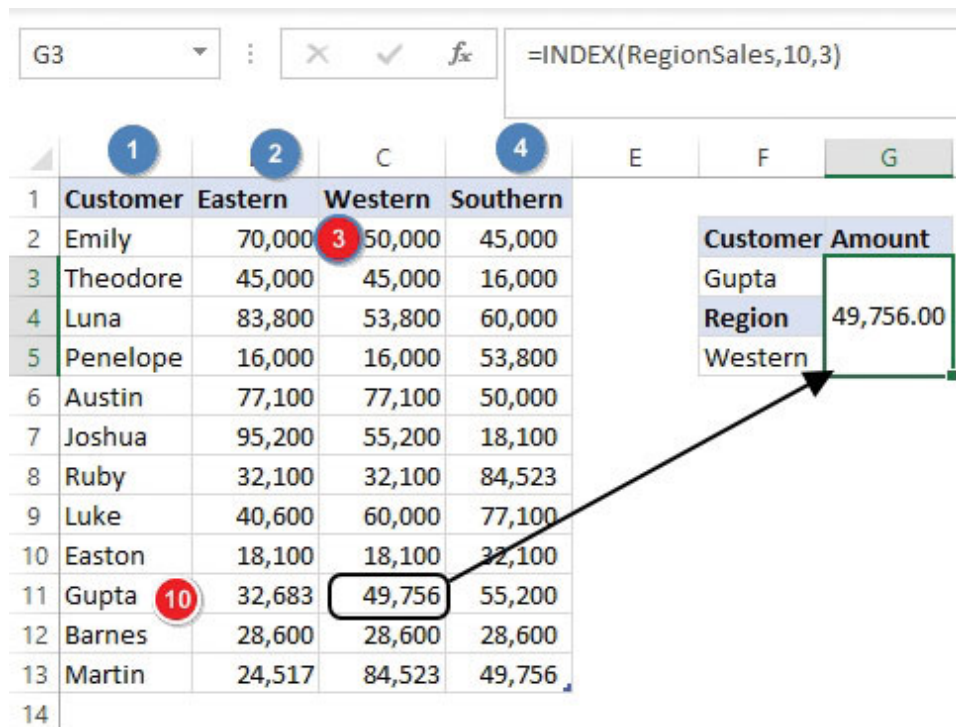 G3 fx =INDEX(RegionSales,10,3)
1 2 C 4 E F G
1 Customer Eastern Western Southern
2 Emily 70,000 3 50,000 45,000 Customer Amount
3 Theodore 45,000 45,000 16,000 Gupta
4 Luna 83,800 53,800 60,000 Region 49,756.00
5 Penelope 16,000 16,000 53,800 Western
6 Austin 77,100 77,100 50,000
7 Joshua 95,200 55,200 18,100
8 Ruby 32,100 32,100 84,523
9 Luke 40,600 60,000 77,100
10 Easton 18,100 18,100 32,100
11 Gupta 10 32,683 49,756 55,200
12 Barnes 28,600 28,600 28,600
13 Martin 24,517 84,523 49,756
14